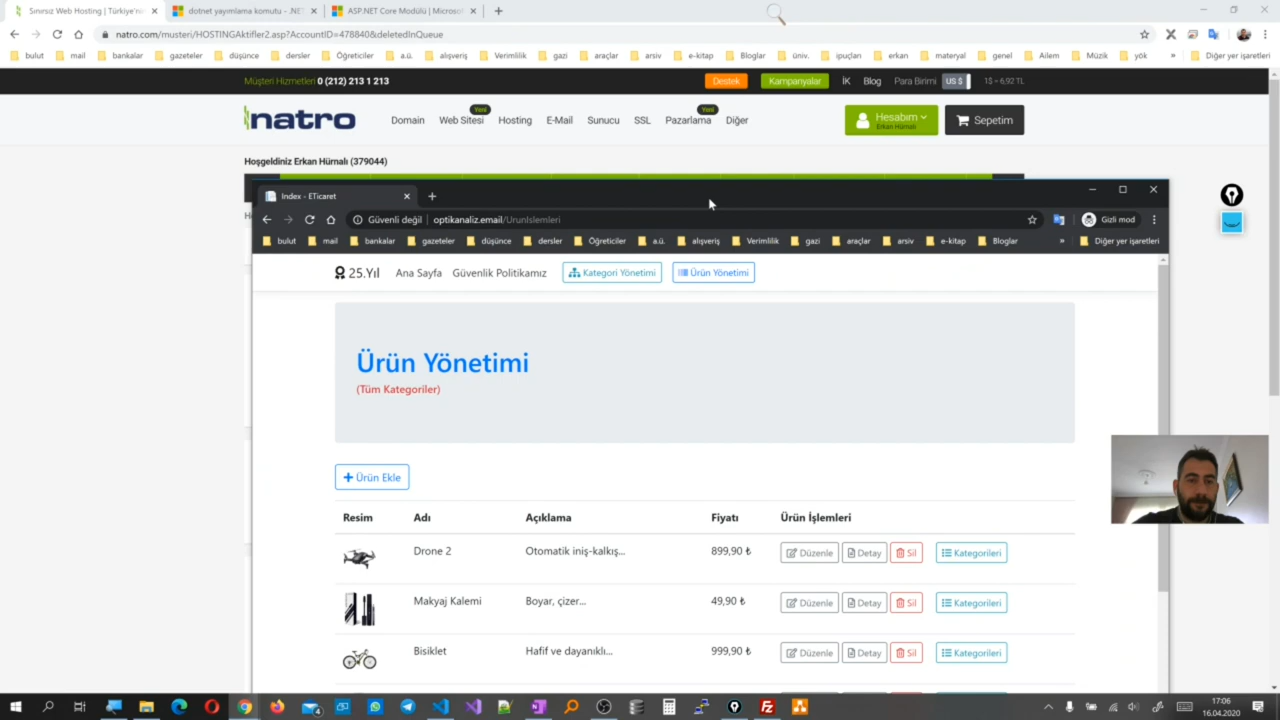 Sınırsız Web Hosting | Türkiye'nin
dotnet yayımlama komutu - .NET
ASP.NET Core Modülü | Microsoft
natro.com/musteri/HOSTINGAktifler2.asp?AccountID=478840&deletedInQueue
bulut mail bankalar gazeteler düşünce dersler Öğreticiler a.ü. alışveriş Verimlilik gazi araçlar arsiv e-kitap Bloglar üniv. ipuçları erkan materyal genel Ailem Müzik yök » Diğer yer işaretleri
Müşteri Hizmetleri 0 (212) 213 1 213 Destek Kampanyalar İK Blog Para Birimi US $ 1$ = 6,92 TL
natro Domain Web Sitesi Yeni Hosting E-Mail Sunucu SSL Pazarlama Yeni Diğer Hesabım Erkan Hürnalı Sepetim
Hoşgeldiniz Erkan Hürnalı (379044)
Index - ETicaret
Güvenli değil | optikanaliz.email/UrunIslemleri Gizli mod
bulut mail bankalar gazeteler düşünce dersler Öğreticiler a.ü. alışveriş Verimlilik gazi araçlar arsiv e-kitap Bloglar » Diğer yer işaretleri
25.Yıl Ana Sayfa Güvenlik Politikamız Kategori Yönetimi Ürün Yönetimi
Ürün Yönetimi
(Tüm Kategoriler)
+ Ürün Ekle
Resim Adı Açıklama Fiyatı Ürün İşlemleri
Drone 2 Otomatik iniş-kalkış... 899,90 ₺ Düzenle Detay Sil Kategorileri
Makyaj Kalemi Boyar, çizer... 49,90 ₺ Düzenle Detay Sil Kategorileri
Bisiklet Hafif ve dayanıklı... 999,90 ₺ Düzenle Detay Sil Kategorileri
17:06
16.04.2020